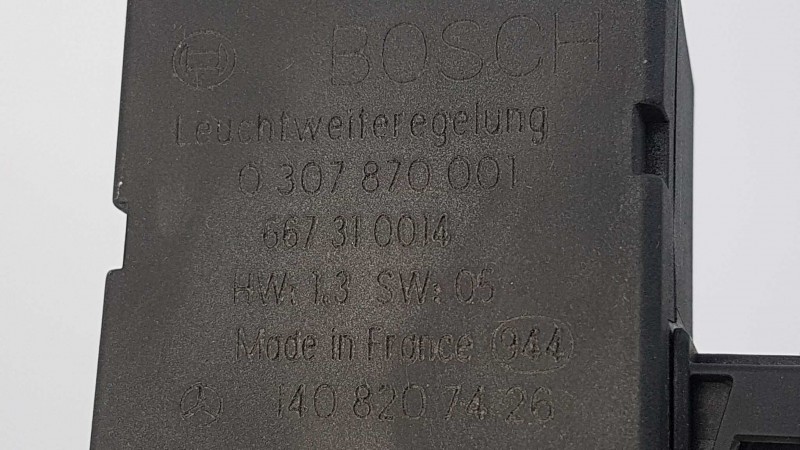 BOSCH
Leuchtweiteregelung
0 307 870 001
667 31 0014
HW: 1.3 SW: 05
Made in France 944
140 820 74 26